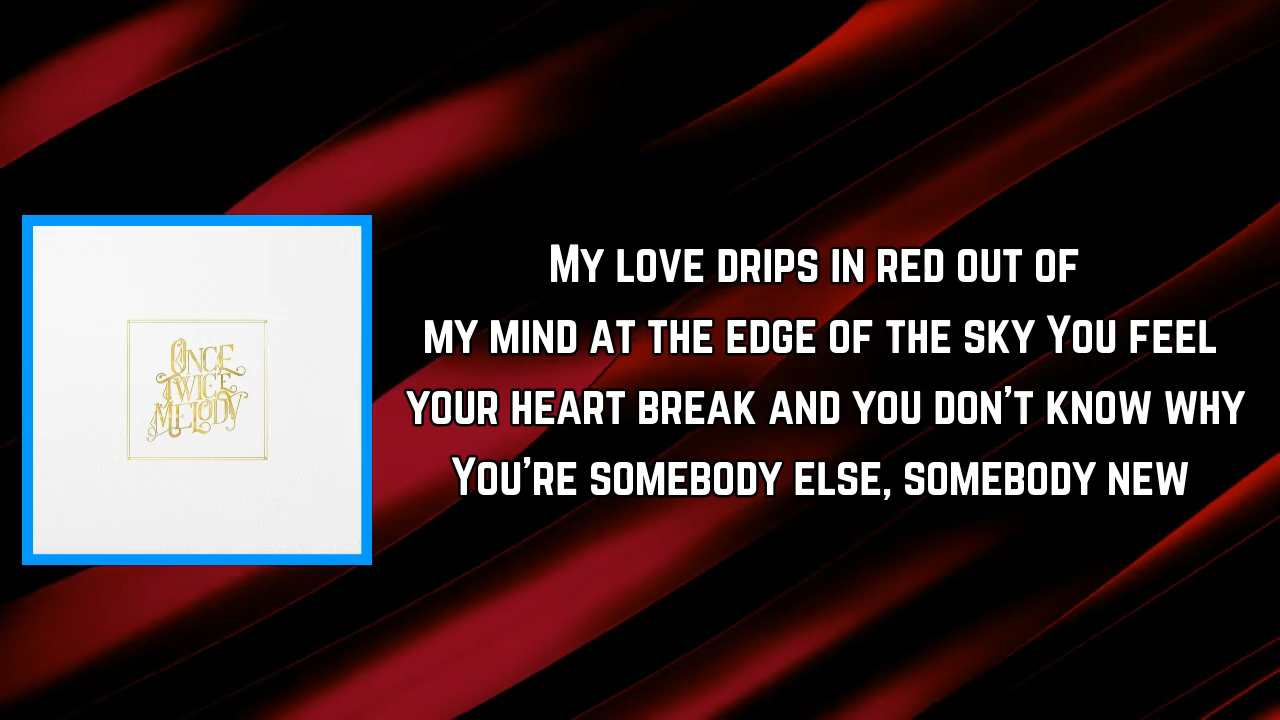 ONCE
TWICE
MELODY
My love drips in red out of
my mind at the edge of the sky You feel
your heart break and you don't know why
You're somebody else, somebody new